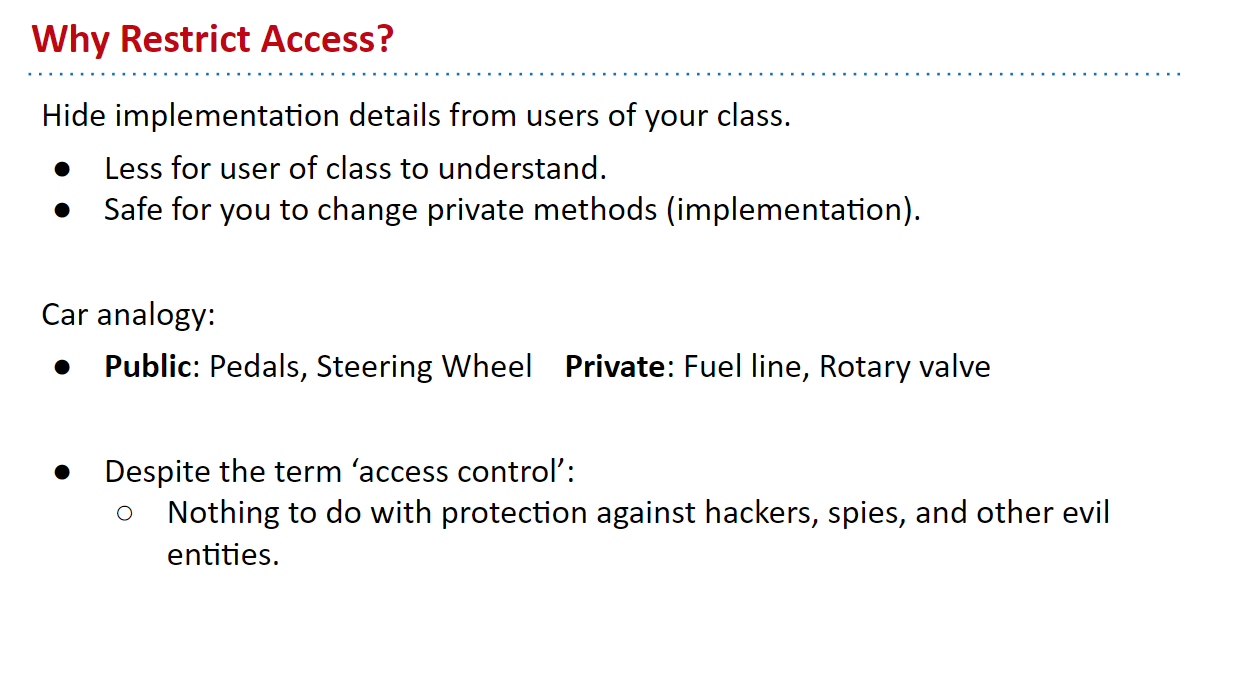 Why Restrict Access?
Hide implementation details from users of your class.
● Less for user of class to understand.
● Safe for you to change private methods (implementation).
Car analogy:
● Public: Pedals, Steering Wheel Private: Fuel line, Rotary valve
● Despite the term ‘access control’:
○ Nothing to do with protection against hackers, spies, and other evil
entities.